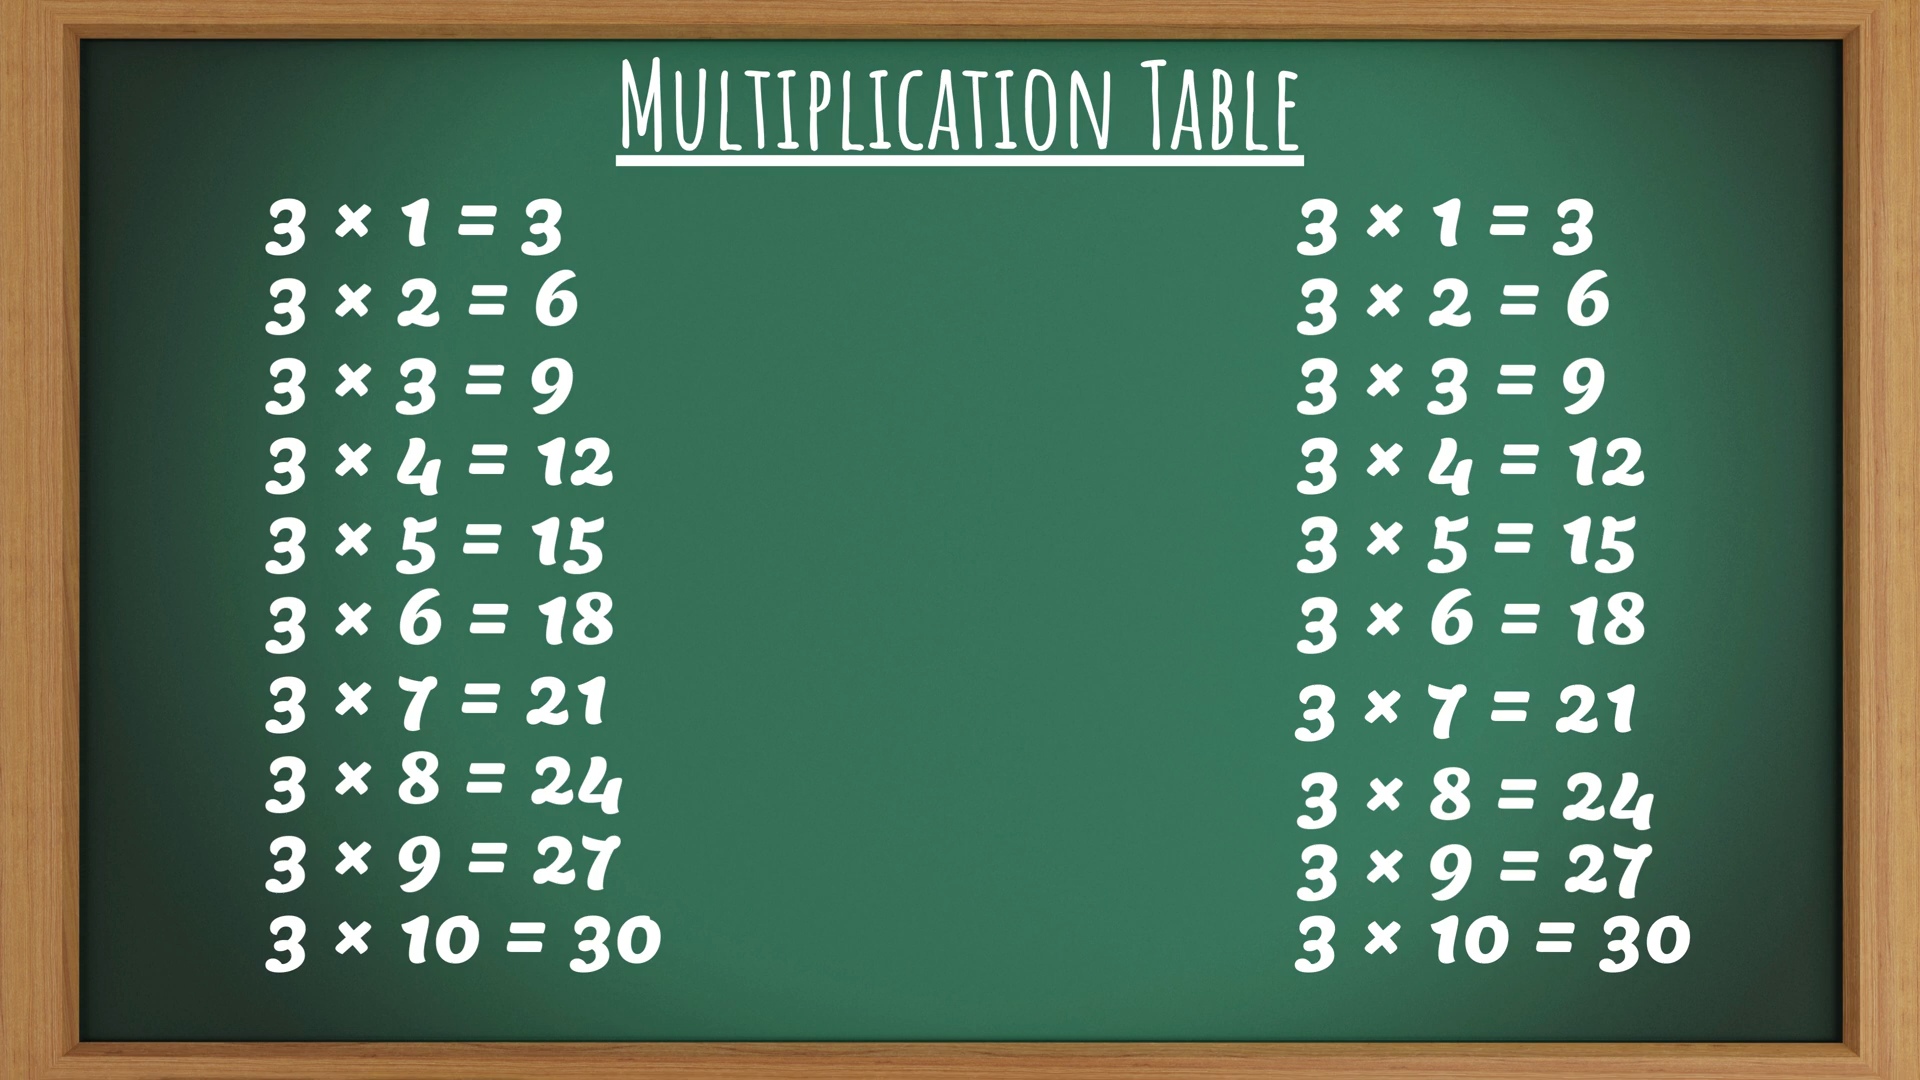 Multiplication Table
3 × 1 = 3
3 × 2 = 6
3 × 3 = 9
3 × 4 = 12
3 × 5 = 15
3 × 6 = 18
3 × 7 = 21
3 × 8 = 24
3 × 9 = 27
3 × 10 = 30
3 × 1 = 3
3 × 2 = 6
3 × 3 = 9
3 × 4 = 12
3 × 5 = 15
3 × 6 = 18
3 × 7 = 21
3 × 8 = 24
3 × 9 = 27
3 × 10 = 30